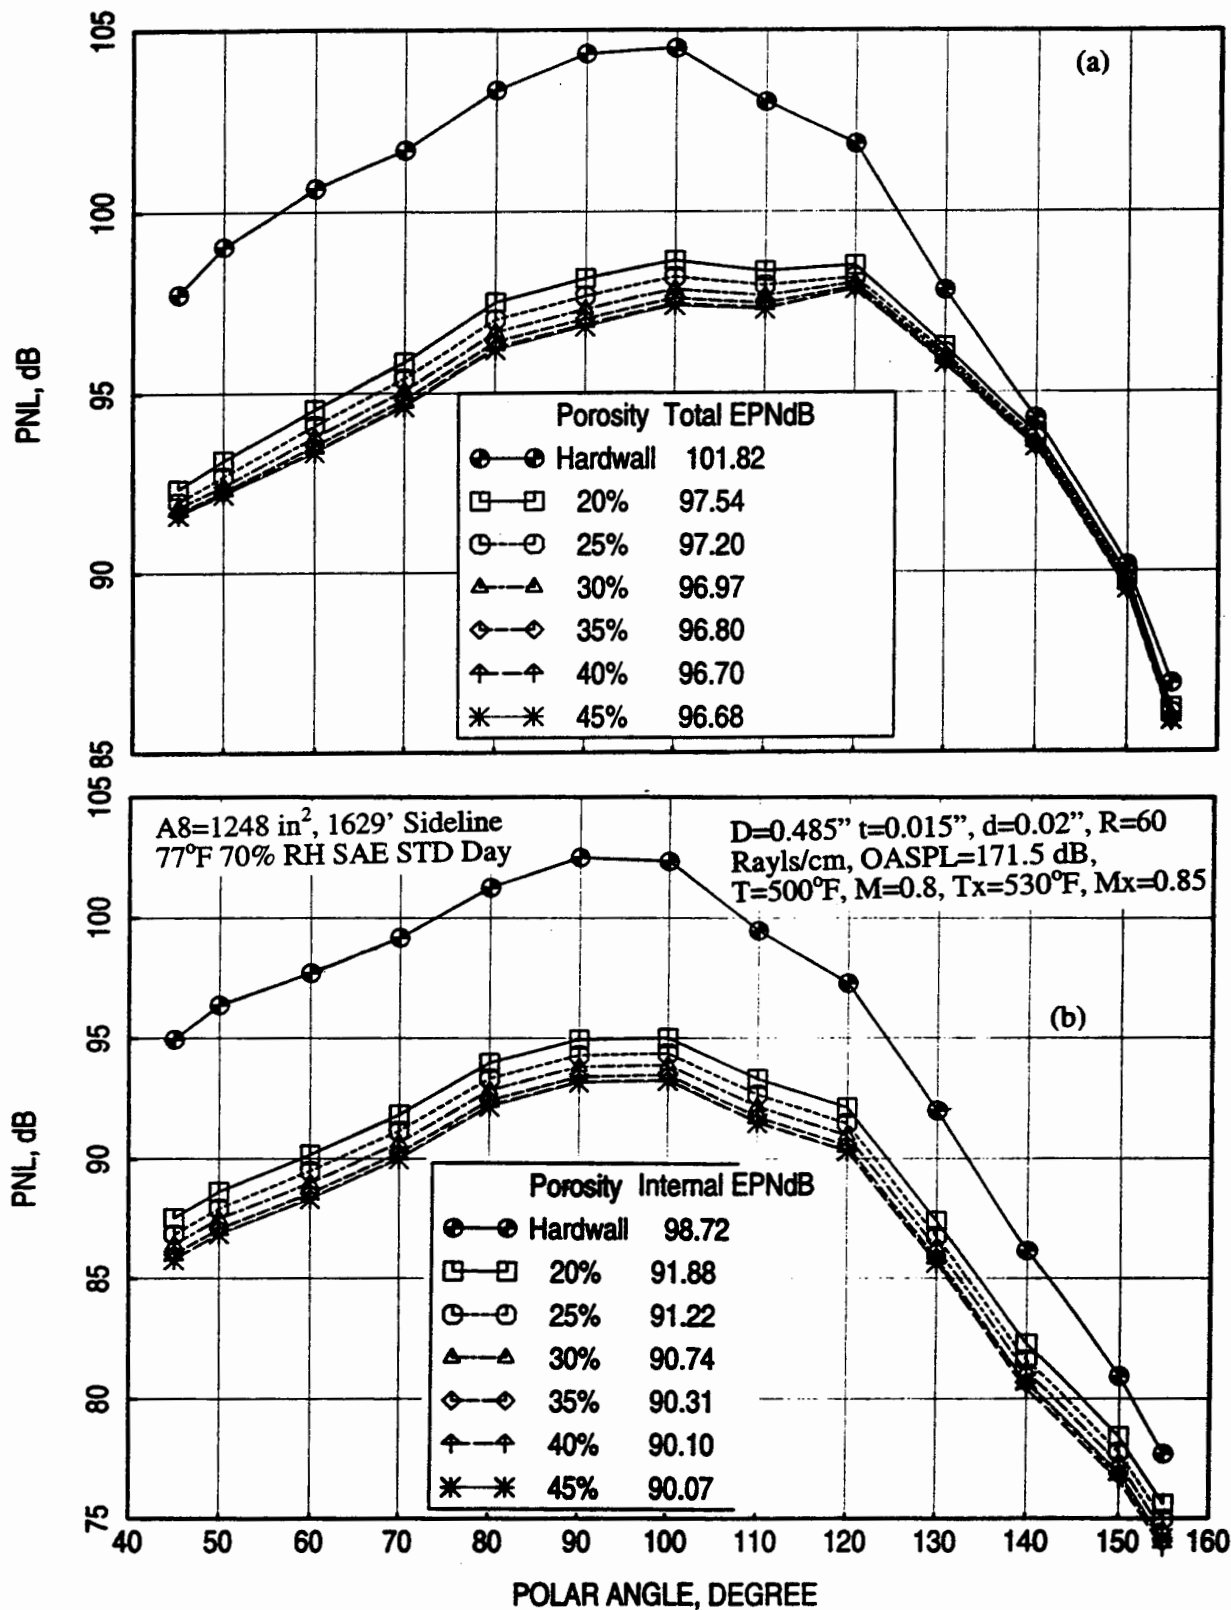 105
100
95
90
85
PNL, dB
(a)
Porosity Total EPNdB
Hardwall 101.82
20% 97.54
25% 97.20
30% 96.97
35% 96.80
40% 96.70
45% 96.68
105
100
95
90
85
80
75
PNL, dB
A8=1248 in², 1629' Sideline
77°F 70% RH SAE STD Day
D=0.485” t=0.015”, d=0.02”, R=60
Rayls/cm, OASPL=171.5 dB,
T=500°F, M=0.8, Tx=530°F, Mx=0.85
(b)
Porosity Internal EPNdB
Hardwall 98.72
20% 91.88
25% 91.22
30% 90.74
35% 90.31
40% 90.10
45% 90.07
40 50 60 70 80 90 100 110 120 130 140 150 160
POLAR ANGLE, DEGREE